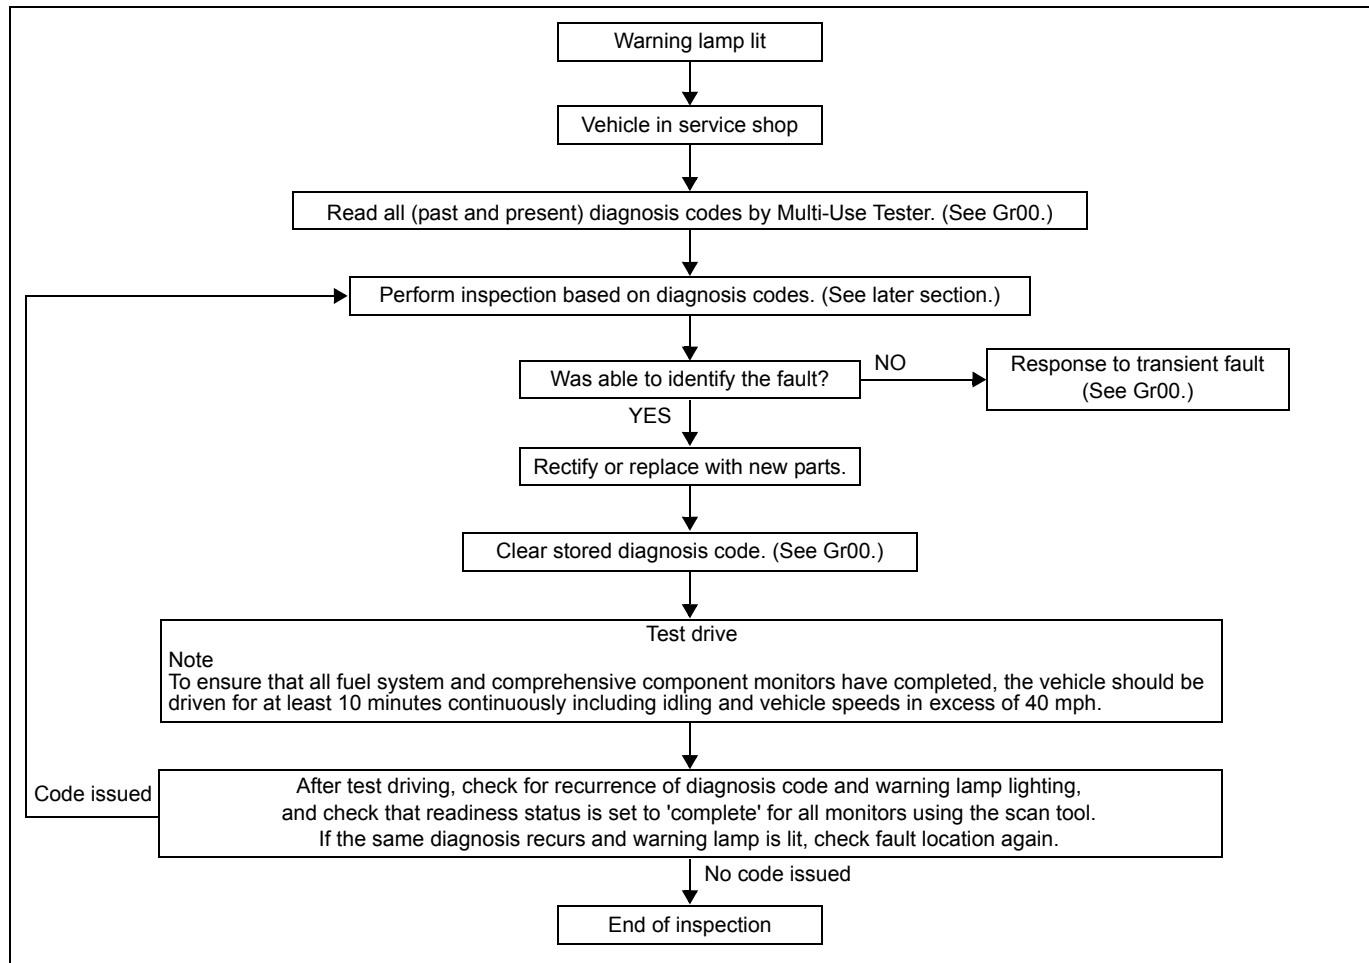 Warning lamp lit
Vehicle in service shop
Read all (past and present) diagnosis codes by Multi-Use Tester. (See Gr00.)
Perform inspection based on diagnosis codes. (See later section.)
Was able to identify the fault?
NO
Response to transient fault
(See Gr00.)
YES
Rectify or replace with new parts.
Clear stored diagnosis code. (See Gr00.)
Test drive
Note
To ensure that all fuel system and comprehensive component monitors have completed, the vehicle should be
driven for at least 10 minutes continuously including idling and vehicle speeds in excess of 40 mph.
Code issued
After test driving, check for recurrence of diagnosis code and warning lamp lighting,
and check that readiness status is set to 'complete' for all monitors using the scan tool.
If the same diagnosis recurs and warning lamp is lit, check fault location again.
No code issued
End of inspection